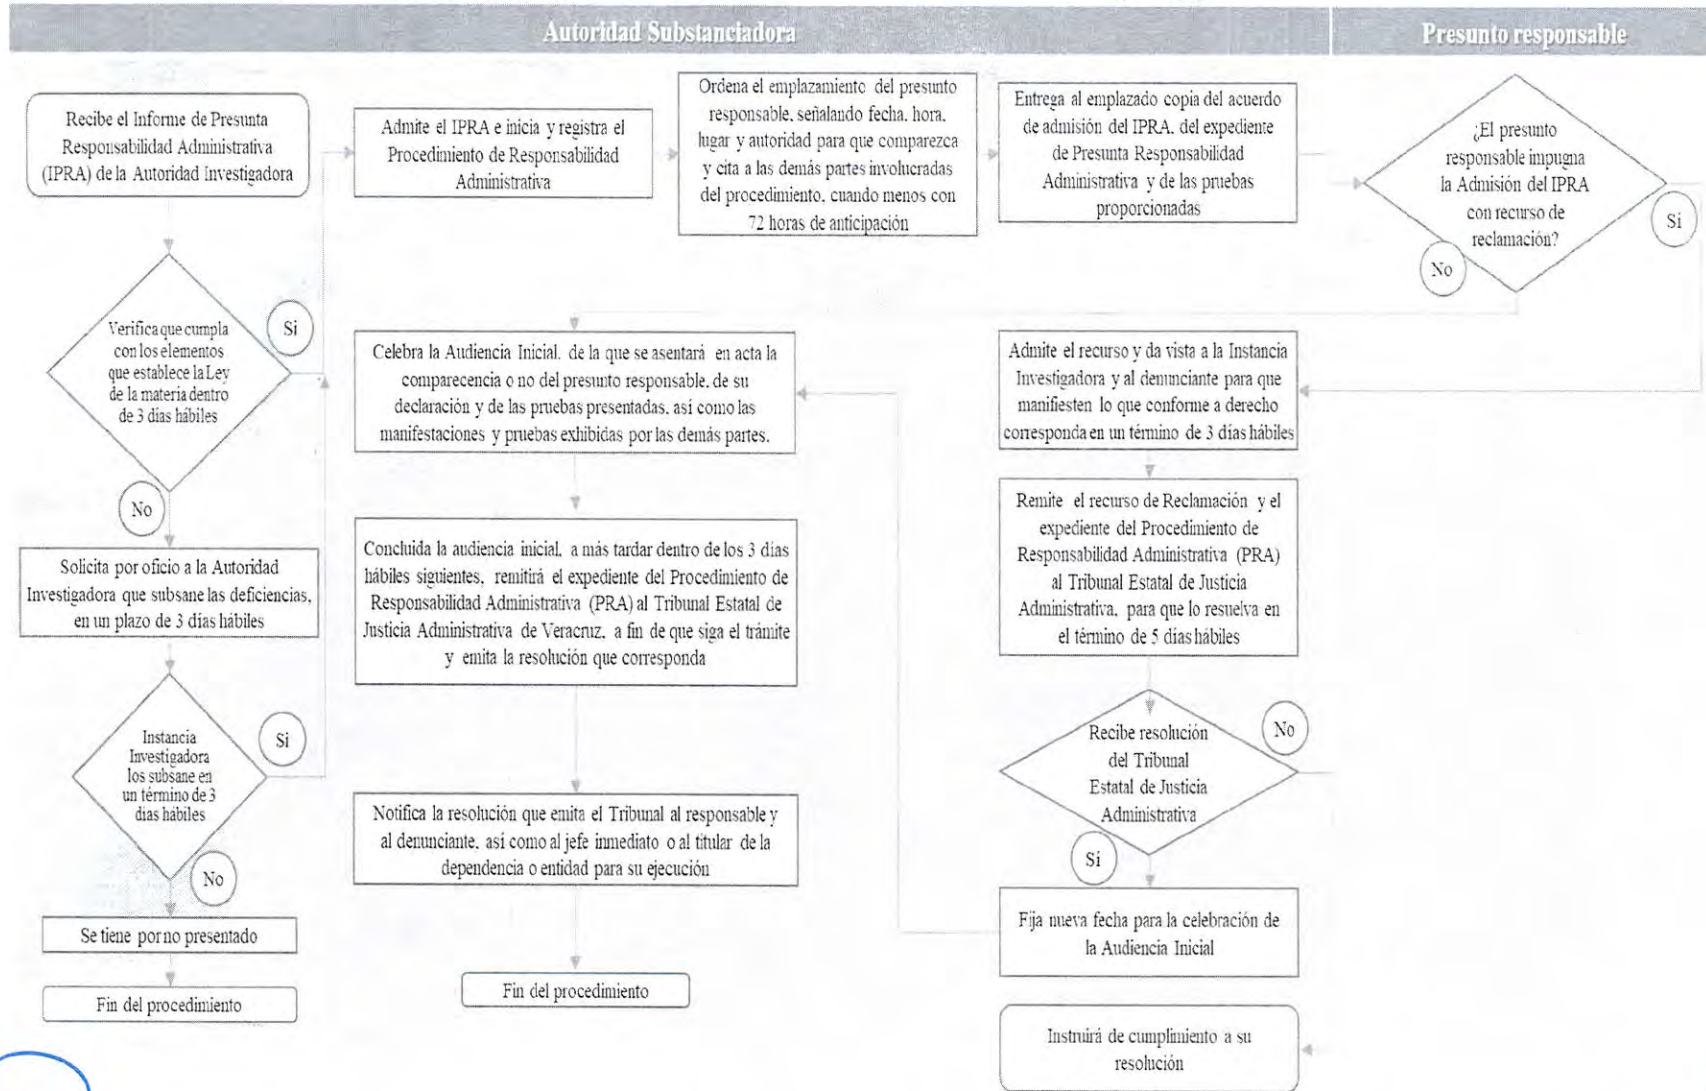 Autoridad Substanciadora
Presunto responsable
Recibe el Informe de Presunta
Responsabilidad Administrativa
(IPRA) de la Autoridad Investigadora
Verifica que cumpla
con los elementos
que establece la Ley
de la materia dentro
de 3 días hábiles
Si
No
Solicita por oficio a la Autoridad
Investigadora que subsane las deficiencias,
en un plazo de 3 días hábiles
Instancia
Investigadora
los subsane en
un término de 3
días hábiles
Si
No
Se tiene por no presentado
Fin del procedimiento
Admite el IPRA e inicia y registra el
Procedimiento de Responsabilidad
Administrativa
Ordena el emplazamiento del presunto
responsable, señalando fecha, hora,
lugar y autoridad para que comparezca
y cita a las demás partes involucradas
del procedimiento, cuando menos con
72 horas de anticipación
Entrega al emplazado copia del acuerdo
de admisión del IPRA, del expediente
de Presunta Responsabilidad
Administrativa y de las pruebas
proporcionadas
¿El presunto
responsable impugna
la Admisión del IPRA
con recurso de
reclamación?
Sí
No
Celebra la Audiencia Inicial, de la que se asentará en acta la
comparecencia o no del presunto responsable, de su
declaración y de las pruebas presentadas, así como las
manifestaciones y pruebas exhibidas por las demás partes.
Concluida la audiencia inicial, a más tardar dentro de los 3 días
hábiles siguientes, remitirá el expediente del Procedimiento de
Responsabilidad Administrativa (PRA) al Tribunal Estatal de
Justicia Administrativa de Veracruz, a fin de que siga el trámite
y emita la resolución que corresponda
Notifica la resolución que emita el Tribunal al responsable y
al denunciante, así como al jefe inmediato o al titular de la
dependencia o entidad para su ejecución
Fin del procedimiento
Admite el recurso y da vista a la Instancia
Investigadora y al denunciante para que
manifiesten lo que conforme a derecho
corresponda en un término de 3 días hábiles
Remite el recurso de Reclamación y el
expediente del Procedimiento de
Responsabilidad Administrativa (PRA)
al Tribunal Estatal de Justicia
Administrativa, para que lo resuelva en
el término de 5 días hábiles
Recibe resolución
del Tribunal
Estatal de Justicia
Administrativa
No
Sí
Fija nueva fecha para la celebración de
la Audiencia Inicial
Instruirá de cumplimiento a su
resolución